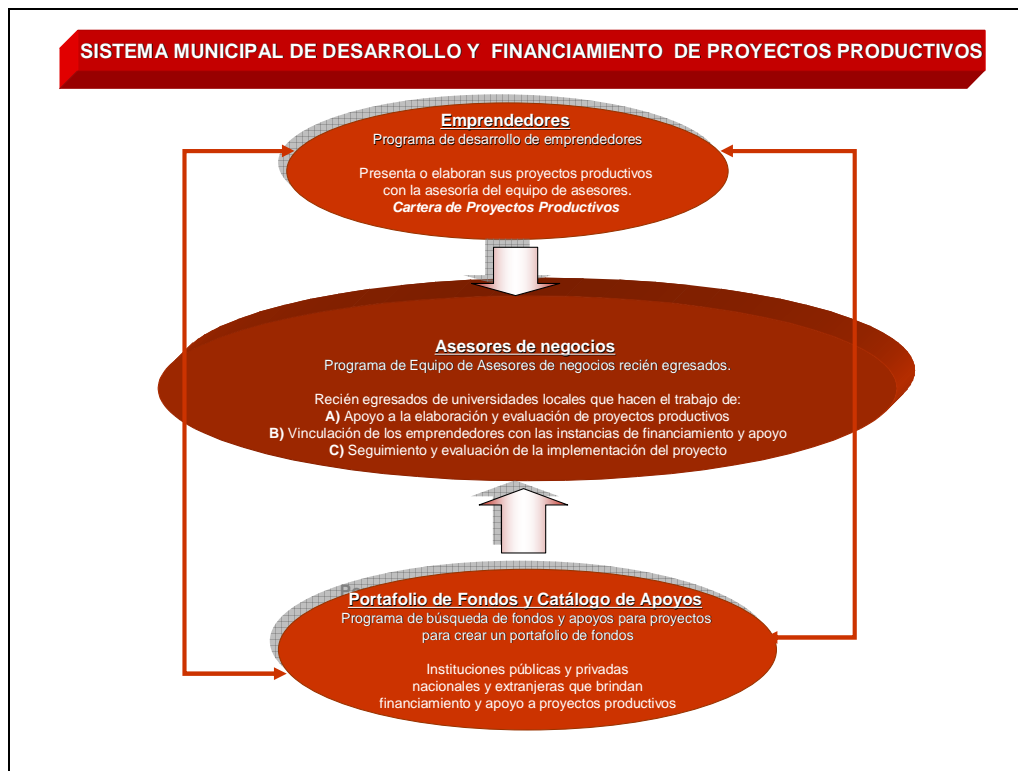 SISTEMA MUNICIPAL DE DESARROLLO Y FINANCIAMIENTO DE PROYECTOS PRODUCTIVOS
Emprendedores
Programa de desarrollo de emprendedores
Presenta o elaboran sus proyectos productivos
con la asesoría del equipo de asesores.
Cartera de Proyectos Productivos
Asesores de negocios
Programa de Equipo de Asesores de negocios recién egresados.
Recién egresados de universidades locales que hacen el trabajo de:
A) Apoyo a la elaboración y evaluación de proyectos productivos
B) Vinculación de los emprendedores con las instancias de financiamiento y apoyo
C) Seguimiento y evaluación de la implementación del proyecto
Portafolio de Fondos y Catálogo de Apoyos
Programa de búsqueda de fondos y apoyos para proyectos
para crear un portafolio de fondos
Instituciones públicas y privadas
nacionales y extranjeras que brindan
financiamiento y apoyo a proyectos productivos